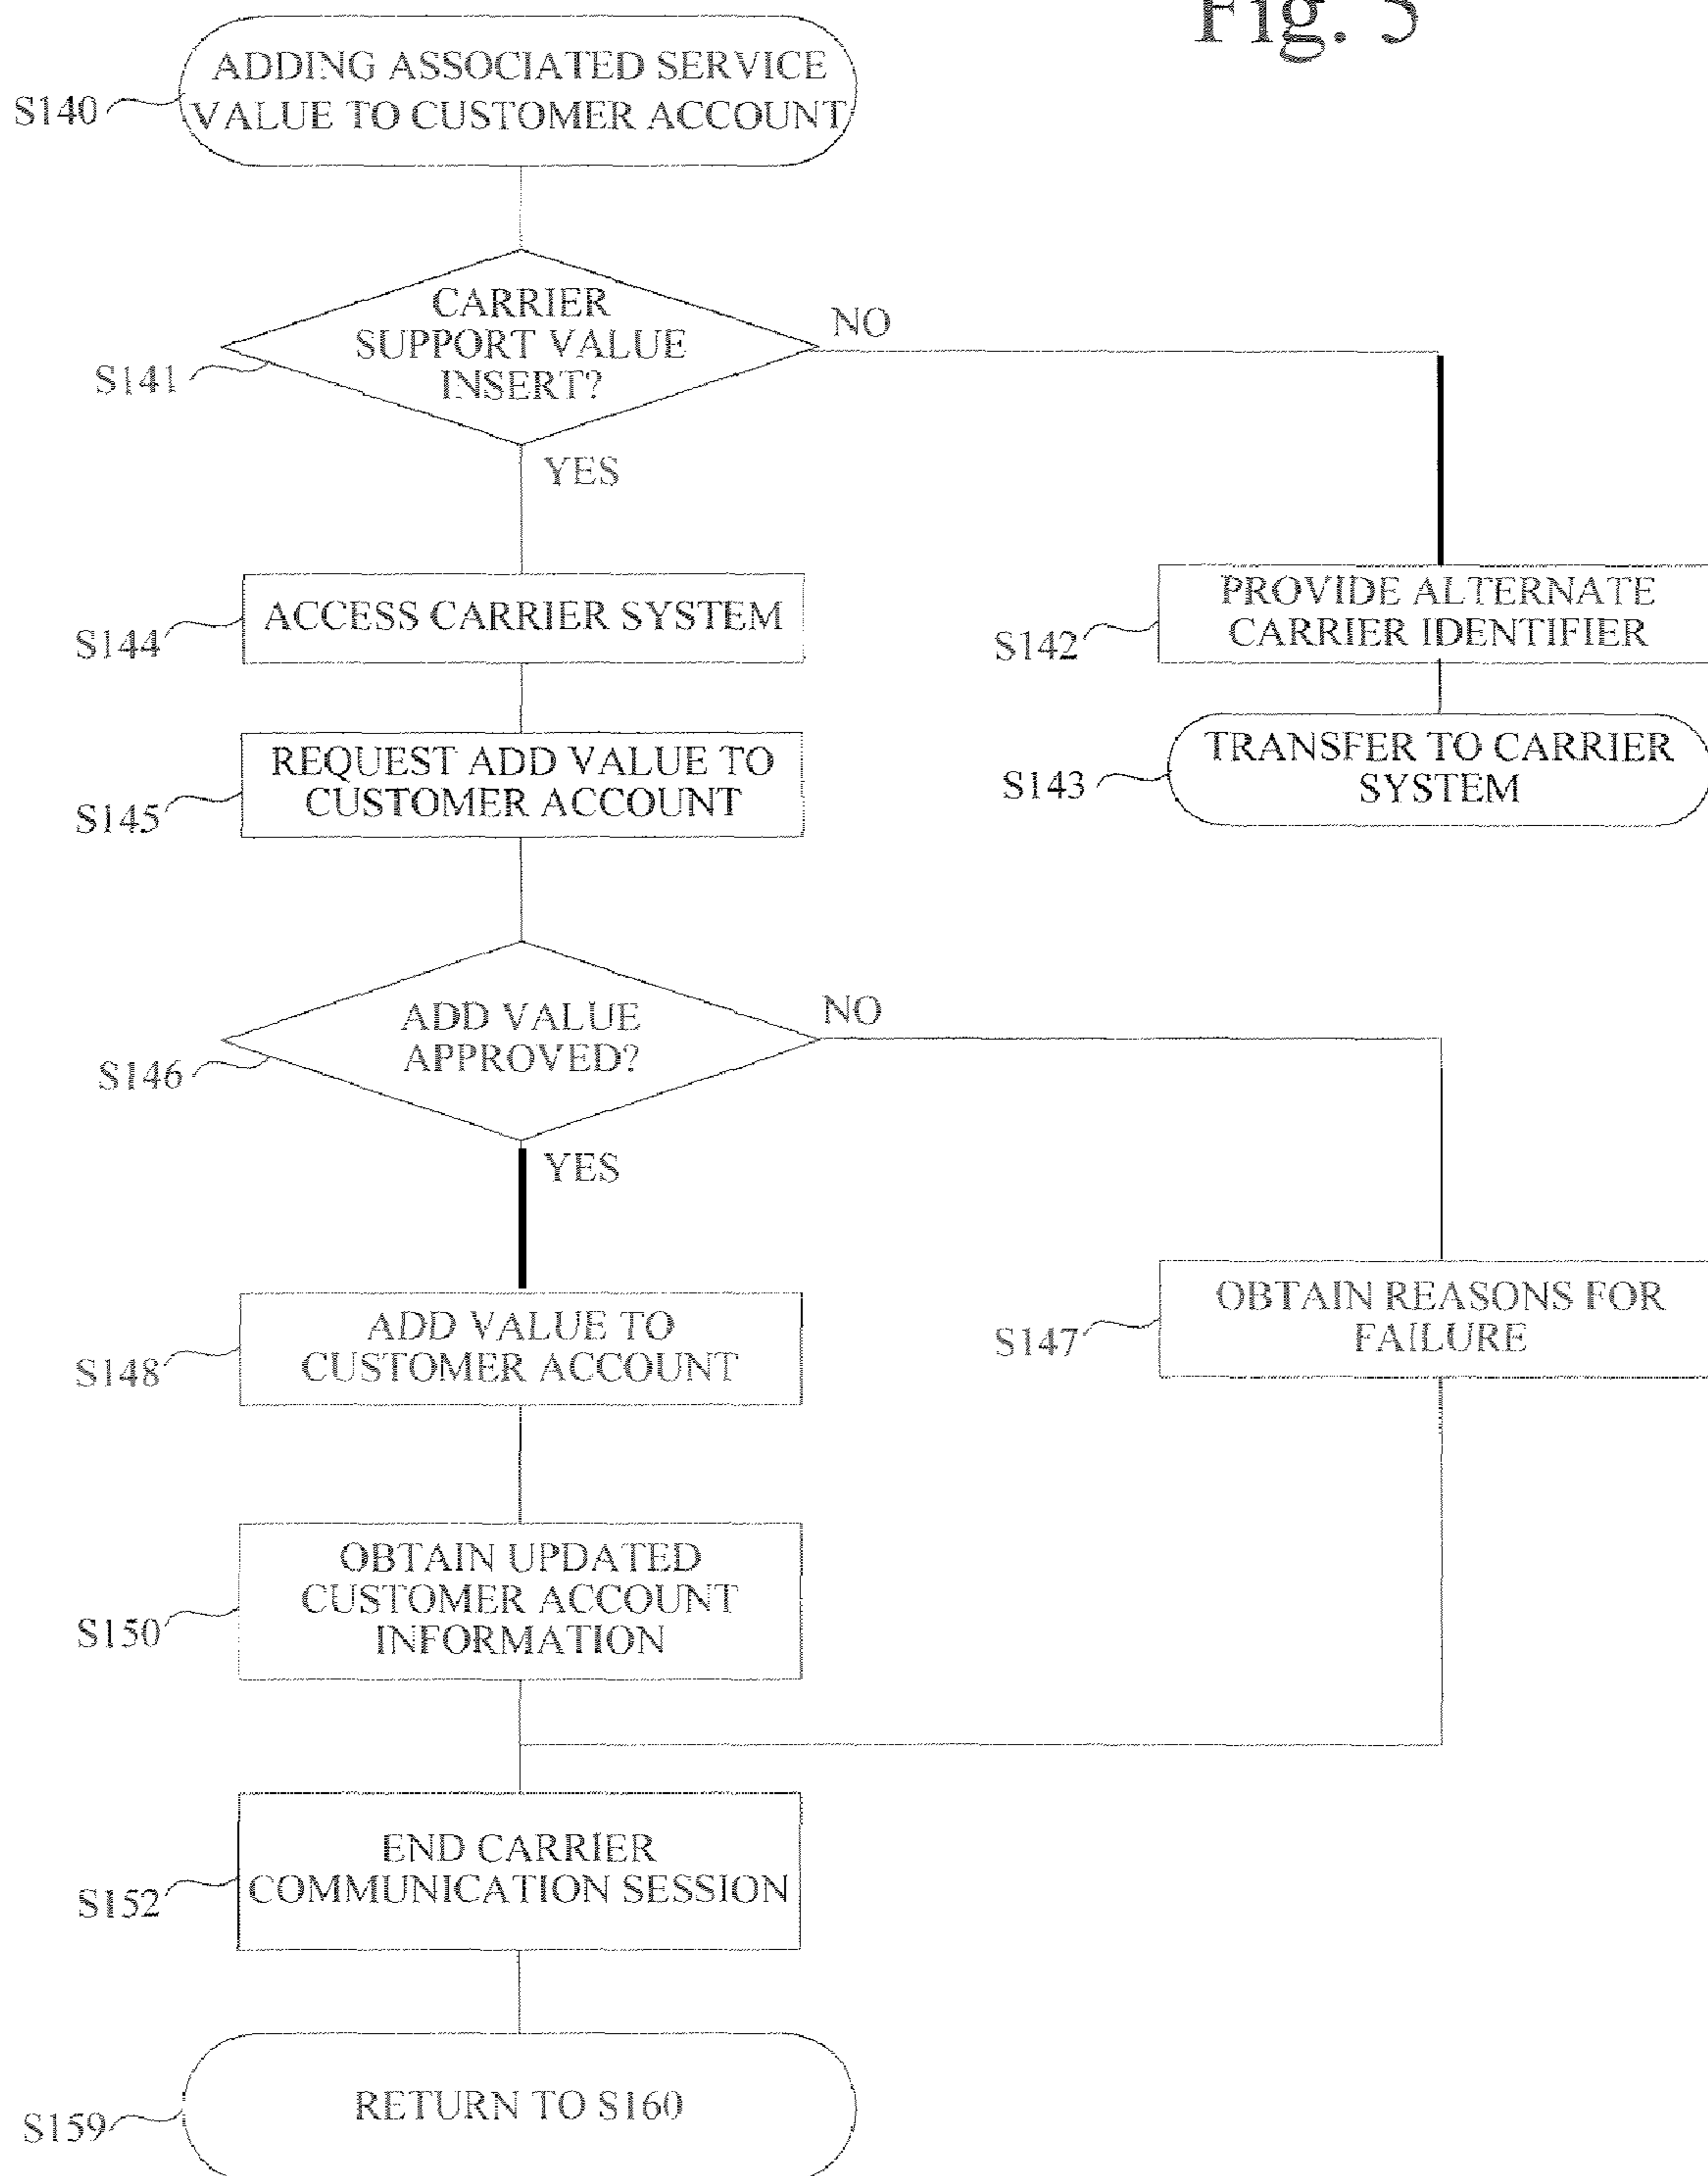 Fig. 5
ADDING ASSOCIATED SERVICE
VALUE TO CUSTOMER ACCOUNT
S140
CARRIER
SUPPORT VALUE
INSERT?
S141
NO
YES
ACCESS CARRIER SYSTEM
S144
PROVIDE ALTERNATE
CARRIER IDENTIFIER
S142
REQUEST ADD VALUE TO
CUSTOMER ACCOUNT
S145
TRANSFER TO CARRIER
SYSTEM
S143
ADD VALUE
APPROVED?
S146
NO
YES
ADD VALUE TO
CUSTOMER ACCOUNT
S148
OBTAIN REASONS FOR
FAILURE
S147
OBTAIN UPDATED
CUSTOMER ACCOUNT
INFORMATION
S150
END CARRIER
COMMUNICATION SESSION
S152
RETURN TO S160
S159